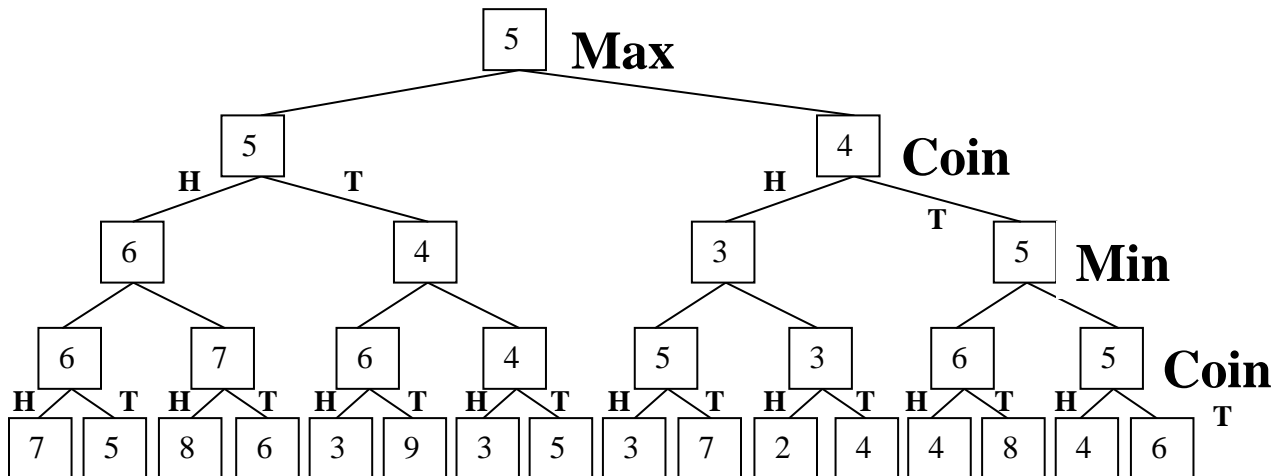 5 Max
5 4 Coin
H T H T
6 4 3 5 Min
6 7 6 4 5 3 6 5 Coin
H T H T H T H T H T H T H T H T
7 5 8 6 3 9 3 5 3 7 2 4 4 8 4 6